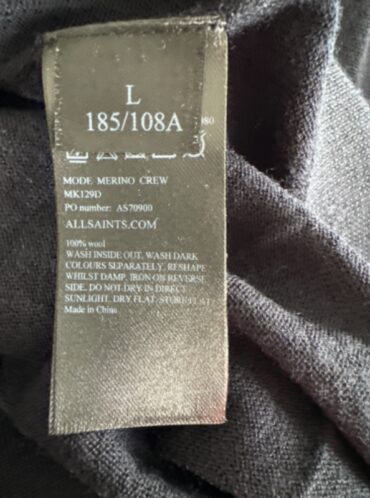 L
185/108A
MODE MERINO CREW
MK129D
PO number: AS70900
ALLSAINTS.COM
100% wool
WASH INSIDE OUT, WASH DARK
COLOURS SEPARATELY, RESHAPE
WHILST DAMP, IRON ON REVERSE
SIDE. DO NOT DRY IN DIRECT
SUNLIGHT. DRY FLAT. STORE FLAT
Made in China